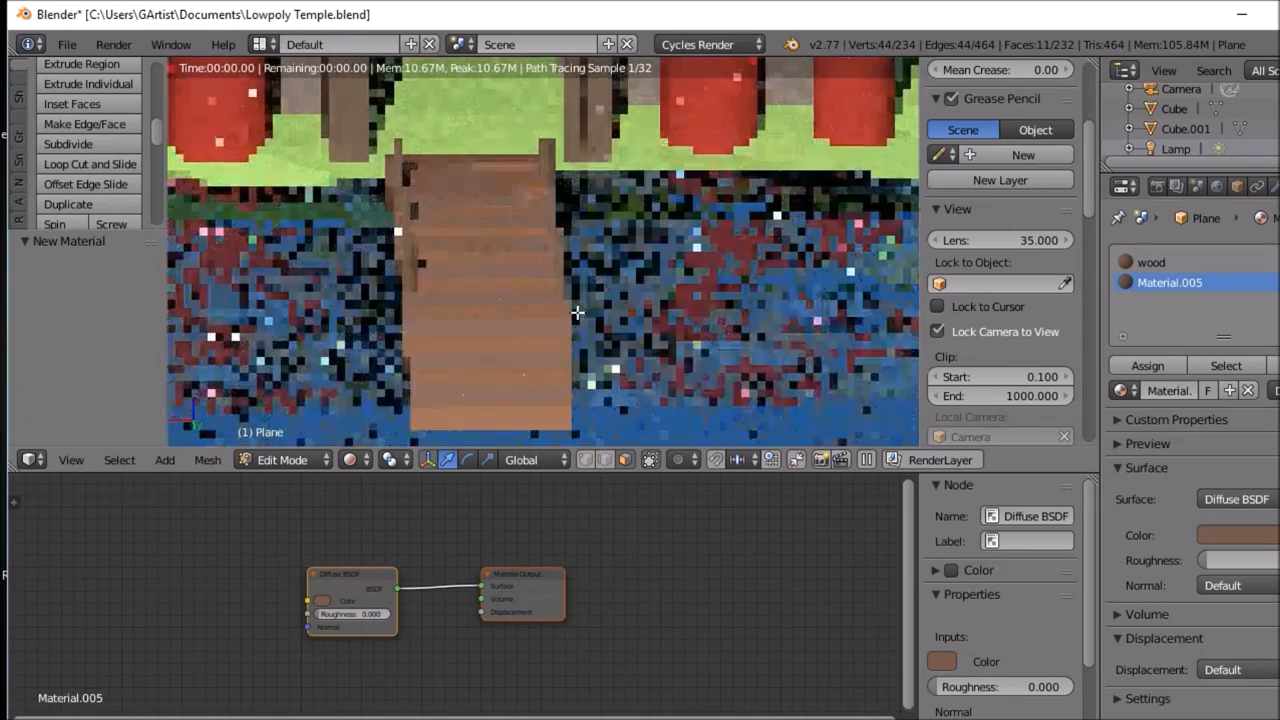 Blender* [C:\Users\GArtist\Documents\Lowpoly Temple.blend]
File Render Window Help Default Scene Cycles Render v2.77 | Verts:44/234 | Edges:44/464 | Faces:11/232 | Tris:464 | Mem:105.84M | Plane
View Search All Sc
Extrude Region
Extrude Individual
Inset Faces
Make Edge/Face
Subdivide
Loop Cut and Slide
Offset Edge Slide
Duplicate
Spin Screw
New Material
Sh
Gr
Sh
N
A
R
Time:00:00.00 | Remaining:00:00.00 | Mem:10.67M, Peak:10.67M | Path Tracing Sample 1/32
(1) Plane
Mean Crease: 0.00
Grease Pencil
Scene Object
New
New Layer
View
Lens: 35.000
Lock to Object:
Lock to Cursor
Lock Camera to View
Clip:
Start: 0.100
End: 1000.000
Local Camera:
Camera
Camera
Cube
Cube.001
Lamp
Plane
wood
Material.005
Assign Select
Material. F
Custom Properties
Preview
Surface
Surface: Diffuse BSDF
Color:
Roughness:
Normal: Default
Volume
Displacement
Displacement: Default
Settings
View Select Add Mesh Edit Mode Global RenderLayer
Diffuse BSDF
BSDF
Color
Roughness: 0.000
Normal
Material Output
Surface
Volume
Displacement
Material.005
Node
Name: Diffuse BSDF
Label:
Color
Properties
Inputs:
Color
Roughness: 0.000
Normal